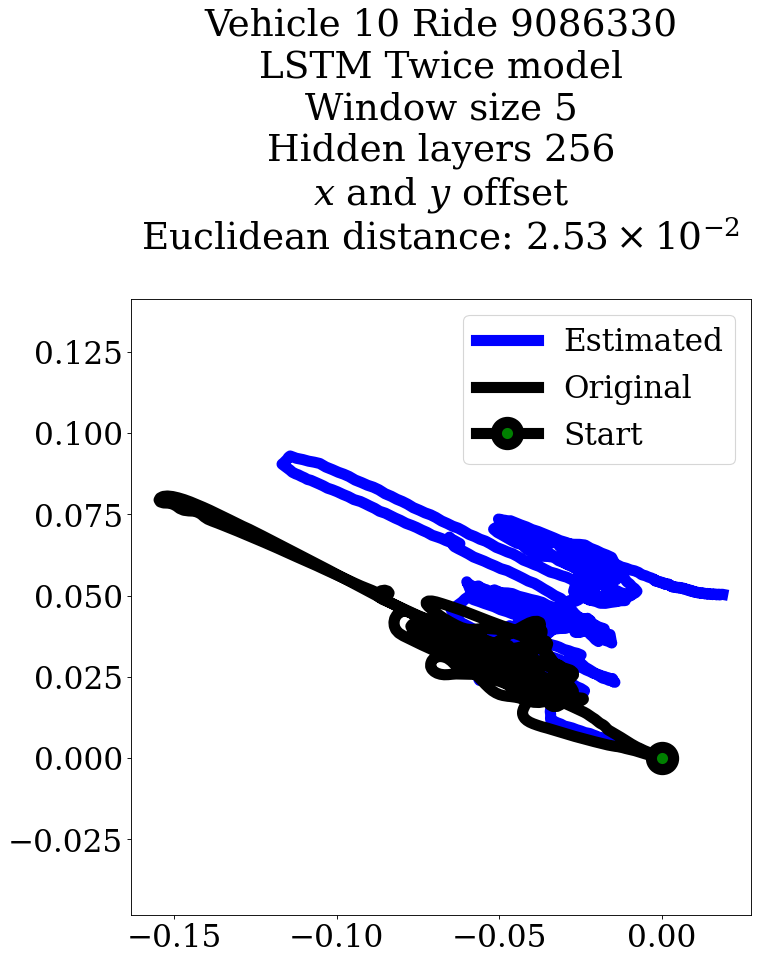 Vehicle 10 Ride 9086330
LSTM Twice model
Window size 5
Hidden layers 256
x and y offset
Euclidean distance: 2.53 × 10⁻²
Estimated
Original
Start
0.125
0.100
0.075
0.050
0.025
0.000
−0.025
−0.15 −0.10 −0.05 0.00